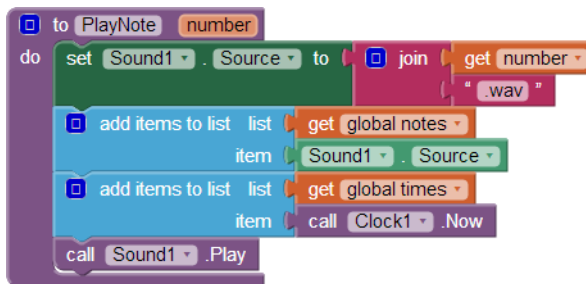 to PlayNote number
do set Sound1 . Source to join get number
" .wav "
add items to list list get global notes
item Sound1 . Source
add items to list list get global times
item call Clock1 .Now
call Sound1 .Play